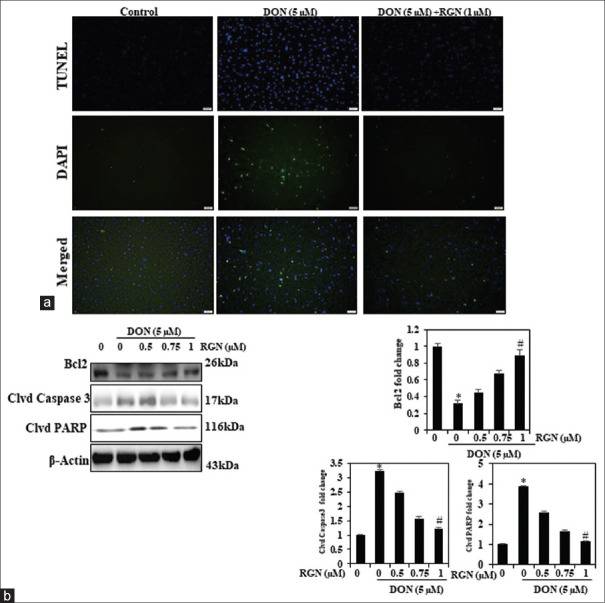 Control DON (5 µM) DON (5 µM) +RGN (1µM)
TUNEL
DAPI
Merged
a
DON (5 µM)
0 0 0.5 0.75 1 RGN (µM)
Bcl2 26kDa
Clvd Caspase 3 17kDa
Clvd PARP 116kDa
β-Actin 43kDa
Bcl2 fold change
1.2
1
0.8
0.6
0.4
0.2
0
*
#
0 0 0.5 0.75 1
RGN (µM)
DON (5 µM)
Clvd Caspase3 fold change
3.5
3
2.5
2
1.5
1
0.5
0
*
#
0 0 0.5 0.75 1
RGN (µM)
DON (5 µM)
Clvd PARP fold change
5
4
3
2
1
0
*
#
0 0 0.5 0.75 1
RGN (µM)
DON (5 µM)
b